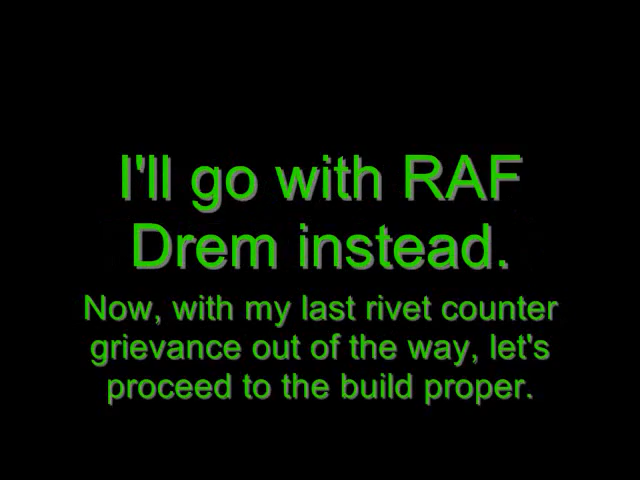 I'll go with RAF
Drem instead.
Now, with my last rivet counter
grievance out of the way, let's
proceed to the build proper.